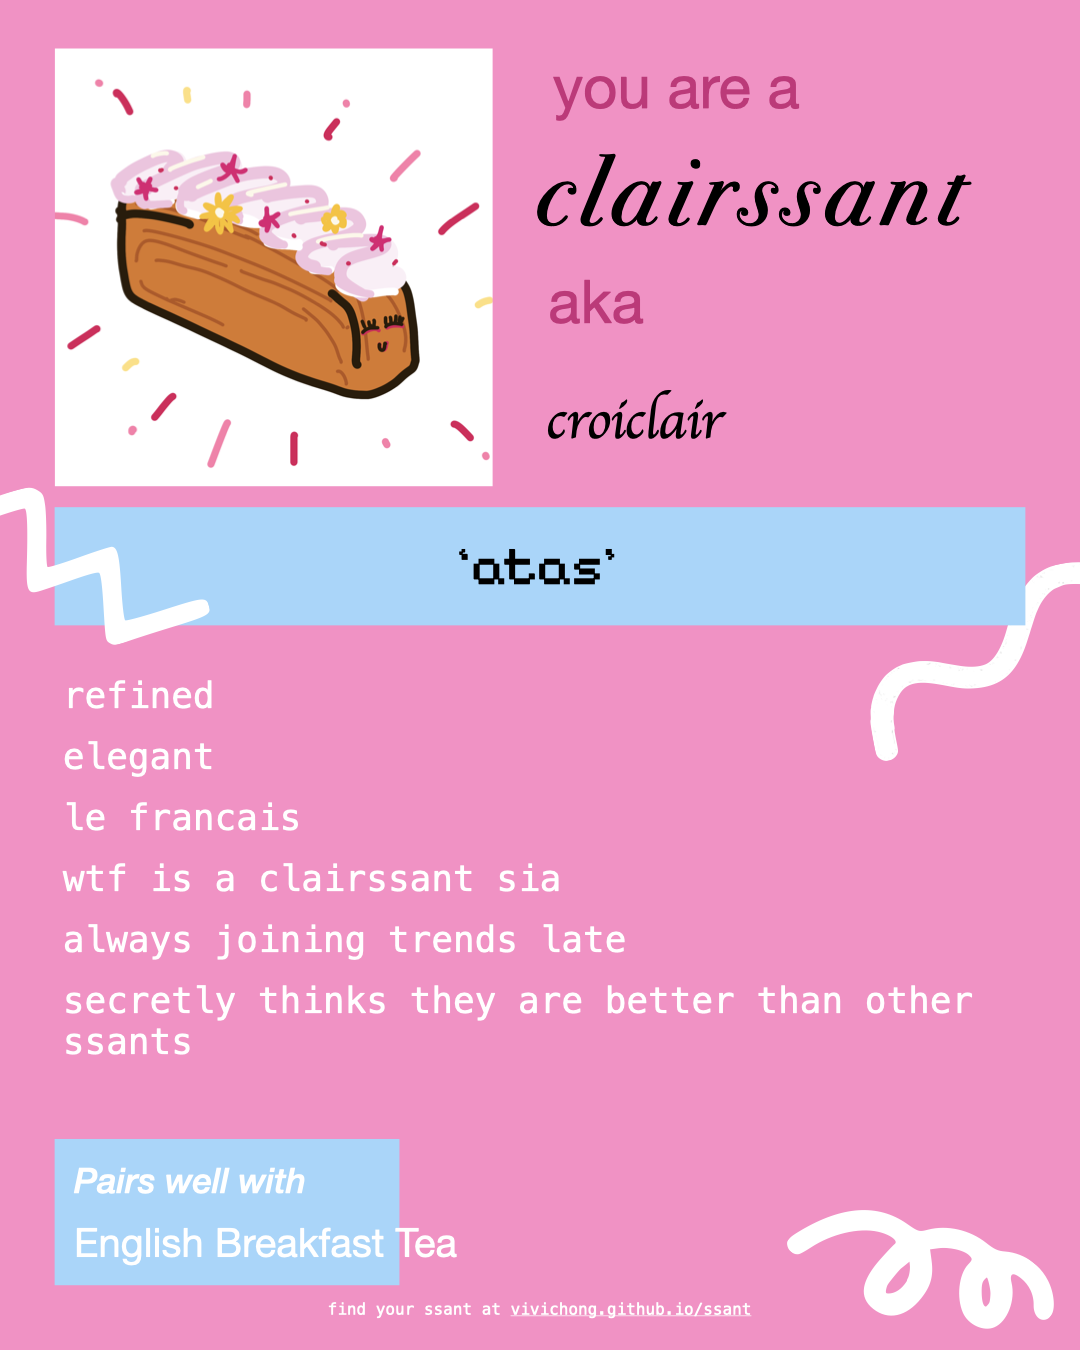 you are a
clairssant
aka
croiclair
‘atas’
refined
elegant
le francais
wtf is a clairssant sia
always joining trends late
secretly thinks they are better than other
ssants
Pairs well with
English Breakfast Tea
find your ssant at vivichong.github.io/ssant